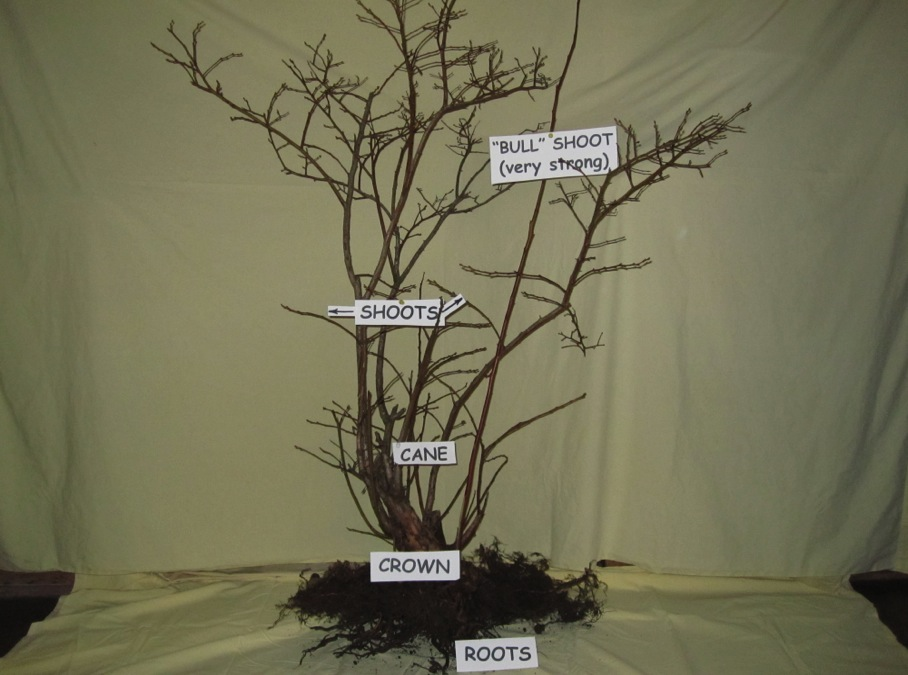 "BULL" SHOOT
(very strong)
SHOOTS
CANE
CROWN
ROOTS